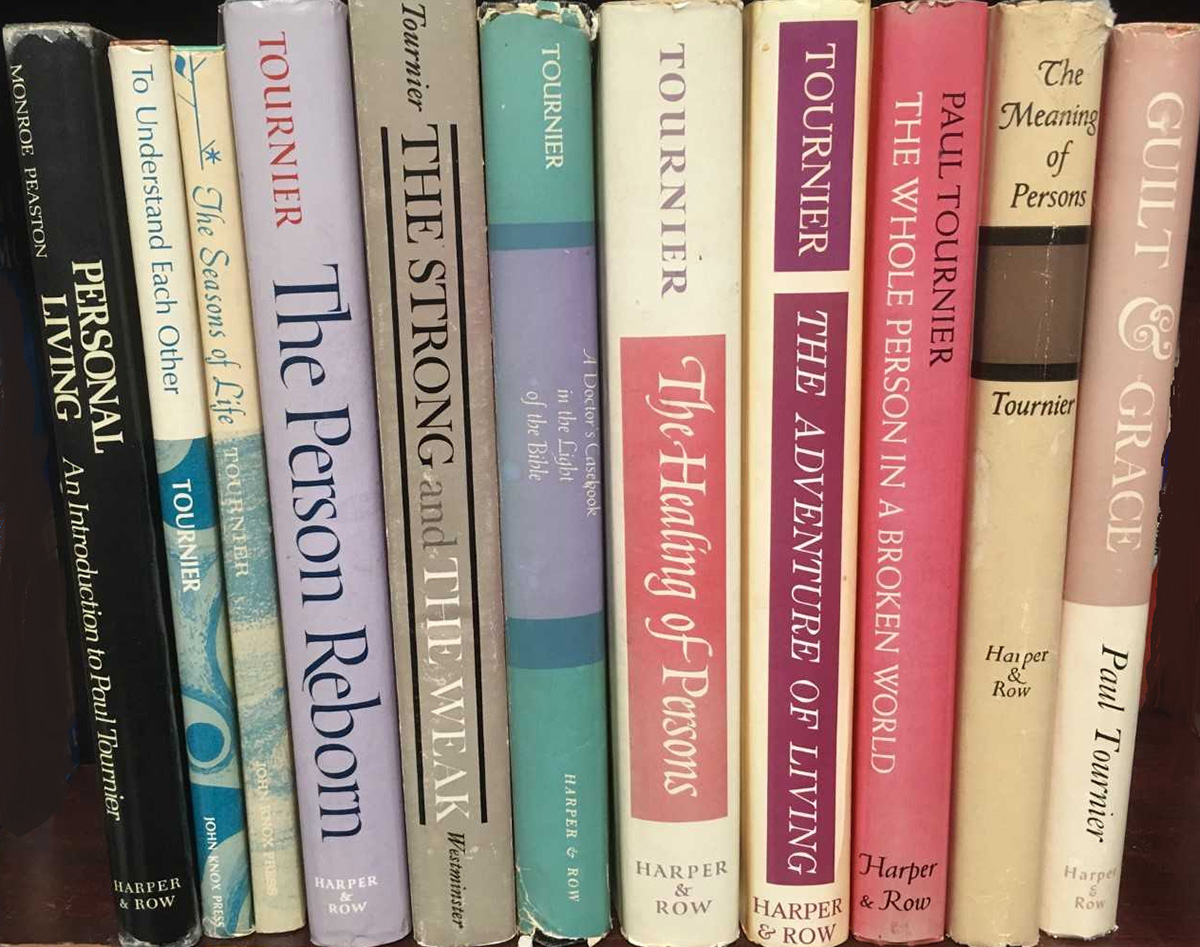 MONROE PEASTON
PERSONAL
LIVING
An Introduction to Paul Tournier
HARPER
& ROW
To Understand Each Other
TOURNIER
JOHN KNOX PRESS
The Seasons of Life
TOURNIER
JOHN KNOX PRESS
TOURNIER
The Person Reborn
HARPER
&
ROW
Tournier
THE STRONG and THE WEAK
Westminster
TOURNIER
A Doctor's Casebook
in the Light
of the Bible
HARPER & ROW
TOURNIER
The Healing of Persons
HARPER
&
ROW
TOURNIER
THE ADVENTURE OF LIVING
HARPER
& ROW
PAUL TOURNIER
THE WHOLE PERSON IN A BROKEN WORLD
Harper
& Row
The
Meaning
of
Persons
Tournier
Harper
&
Row
GUILT & GRACE
Paul Tournier
Harper
&
Row